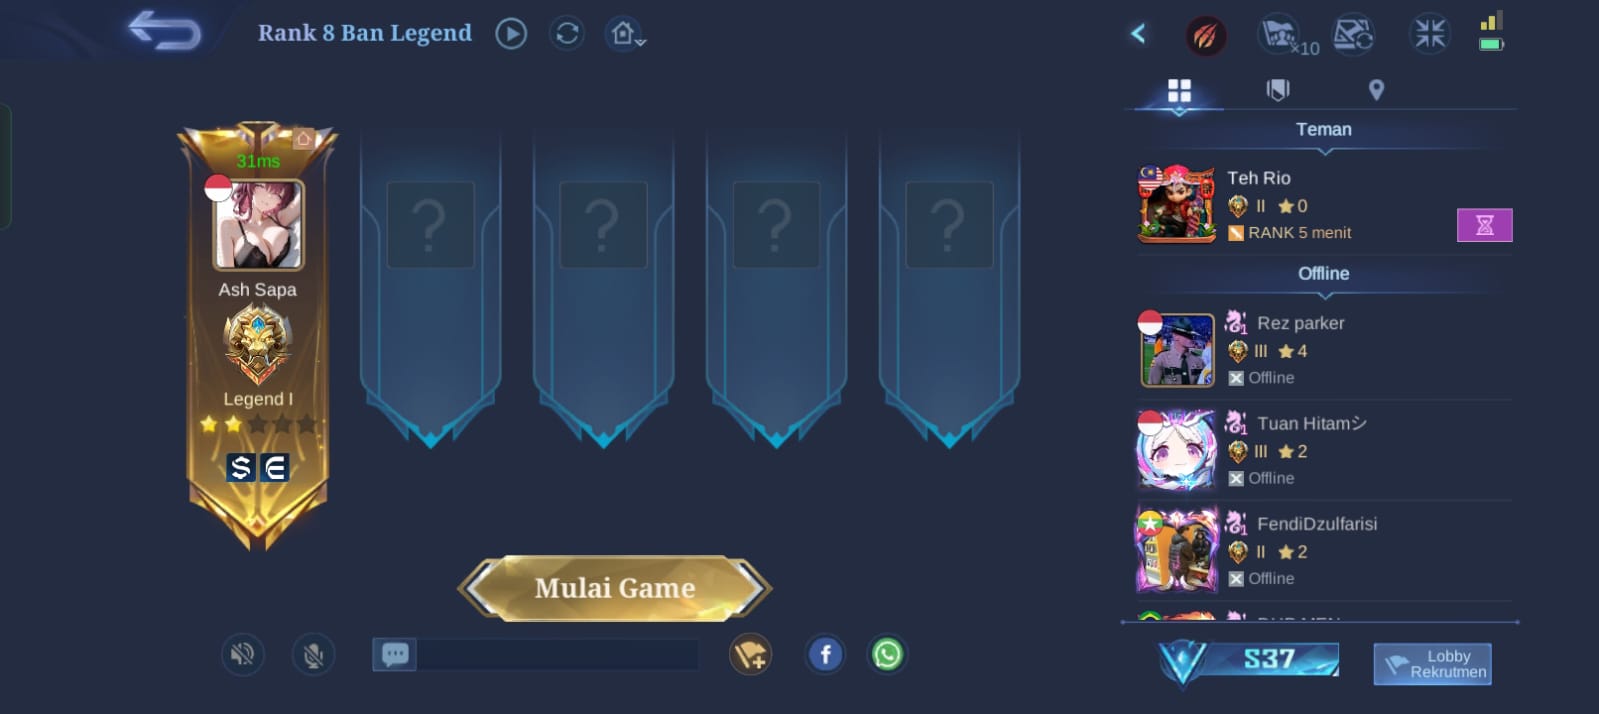 Rank 8 Ban Legend
×10
31ms
Ash Sapa
Legend I
Mulai Game
Teman
Teh Rio
II ★0
RANK 5 menit
Offline
Rez parker
III ★4
Offline
Tuan Hitamシ
III ★2
Offline
FendiDzulfarisi
II ★2
Offline
S37
Lobby
Rekrutmen